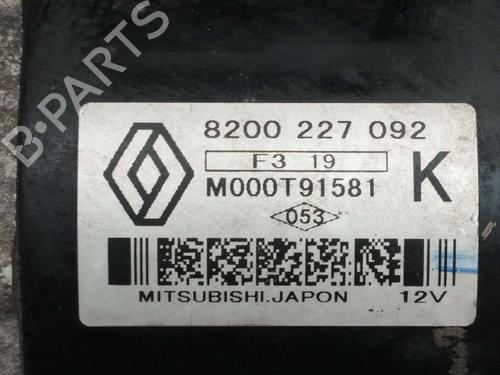 8200 227 092
F3 19
M000T91581
K
053
MITSUBISHI.JAPON 12V
B-PARTS